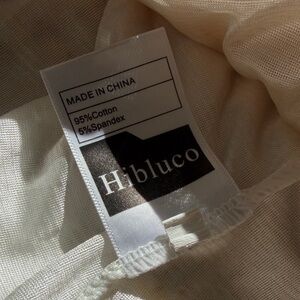 MADE IN CHINA
95%Cotton
5%Spandex
Hibluco